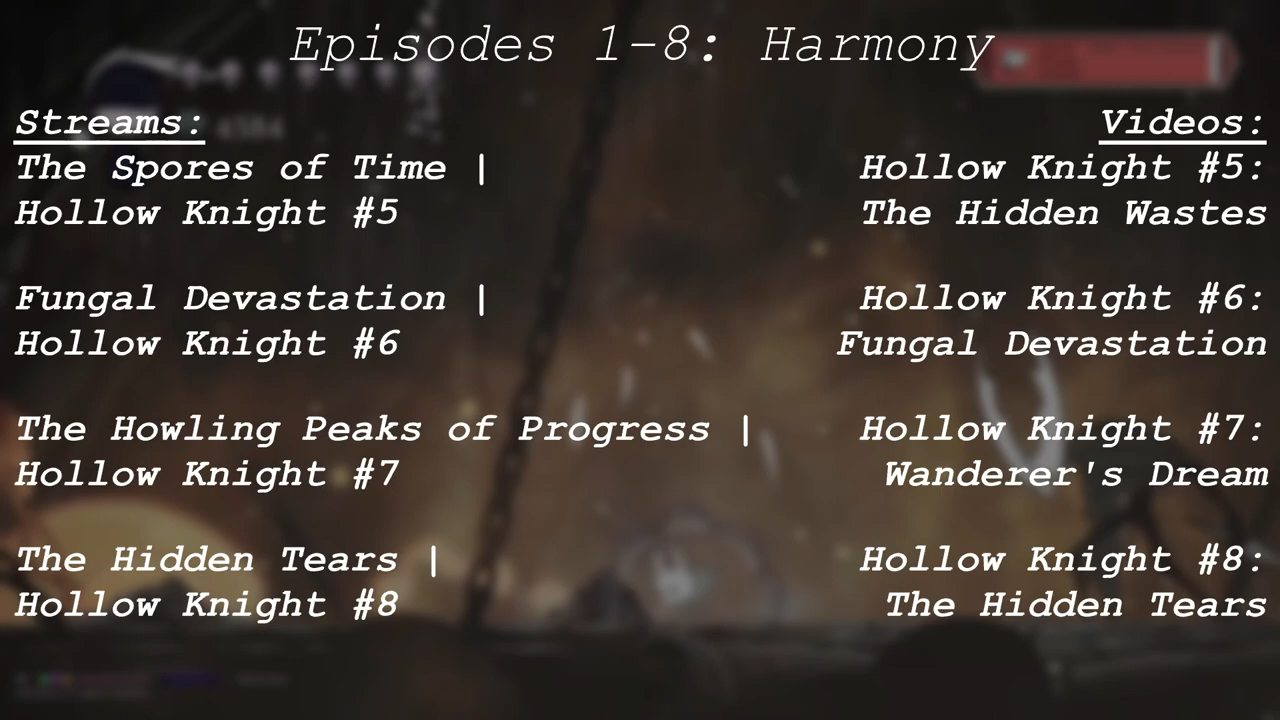 Episodes 1-8: Harmony
Streams:
The Spores of Time |
Hollow Knight #5
Fungal Devastation |
Hollow Knight #6
The Howling Peaks of Progress |
Hollow Knight #7
The Hidden Tears |
Hollow Knight #8
Videos:
Hollow Knight #5:
The Hidden Wastes
Hollow Knight #6:
Fungal Devastation
Hollow Knight #7:
Wanderer's Dream
Hollow Knight #8:
The Hidden Tears